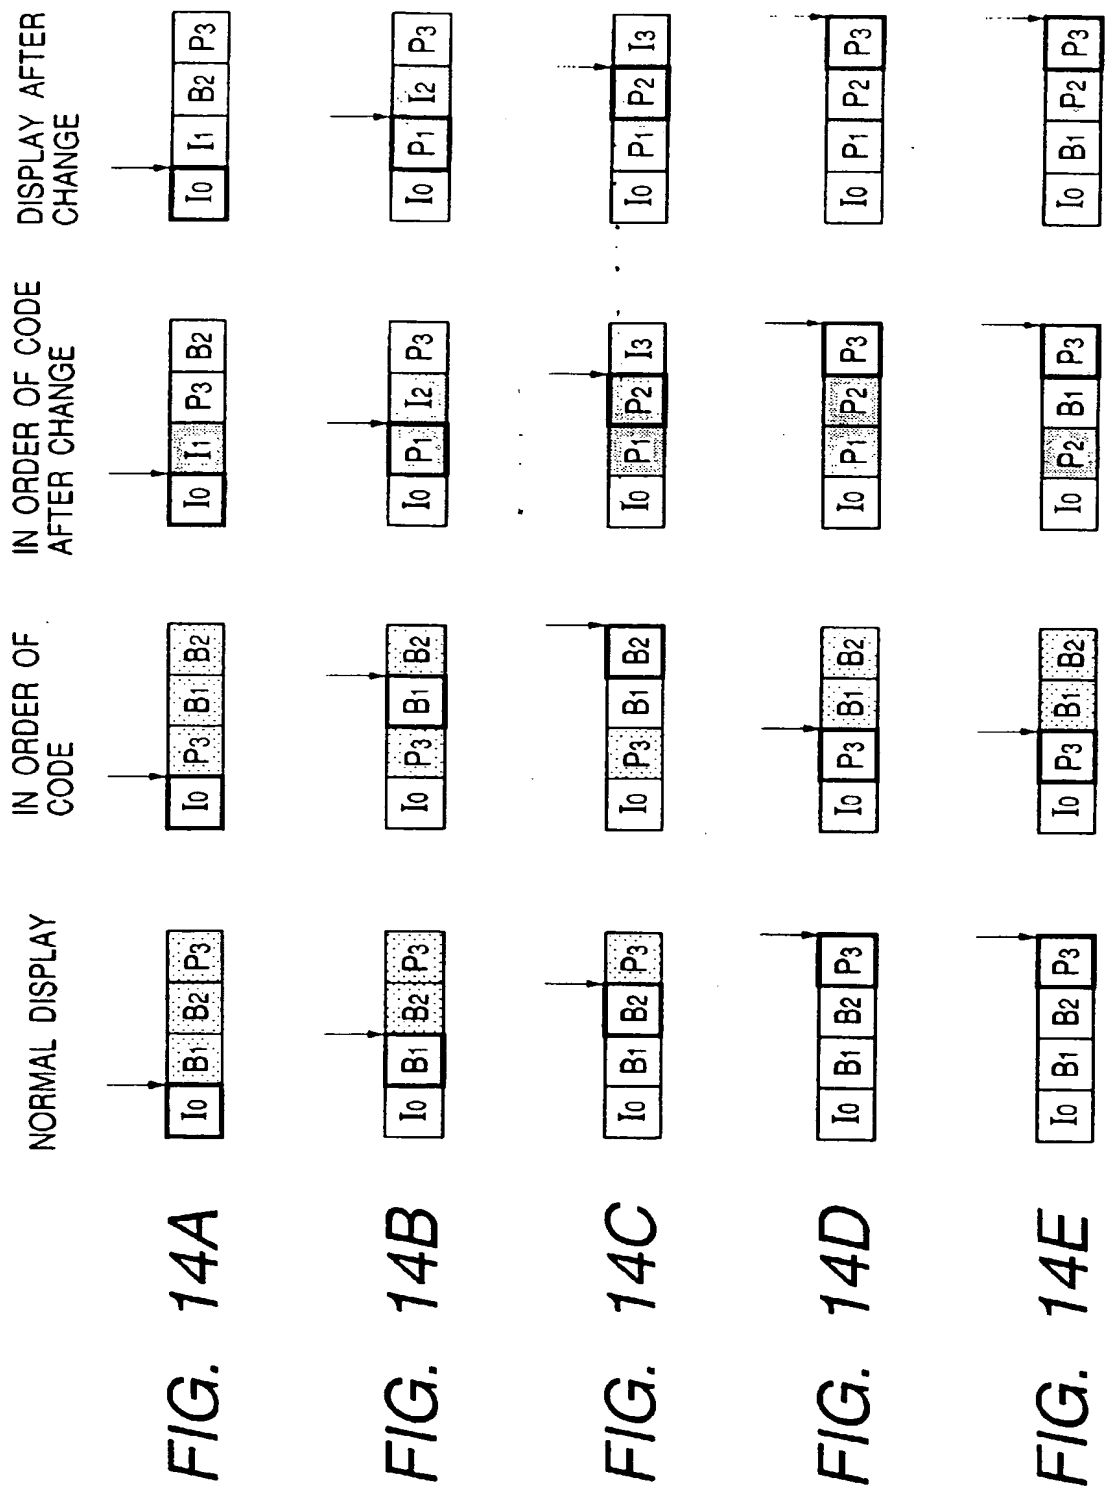 NORMAL DISPLAY
IN ORDER OF
CODE
IN ORDER OF CODE
AFTER CHANGE
DISPLAY AFTER
CHANGE
FIG. 14A
I0 B1 B2 P3
I0 P3 B1 B2
I0 I1 P3 B2
I0 I1 B2 P3
FIG. 14B
I0 B1 B2 P3
I0 P3 B1 B2
I0 P1 I2 P3
I0 P1 I2 P3
FIG. 14C
I0 B1 B2 P3
I0 P3 B1 B2
I0 P1 P2 I3
I0 P1 P2 I3
FIG. 14D
I0 B1 B2 P3
I0 P3 B1 B2
I0 P1 P2 P3
I0 P1 P2 P3
FIG. 14E
I0 B1 B2 P3
I0 P3 B1 B2
I0 P2 B1 P3
I0 B1 P2 P3